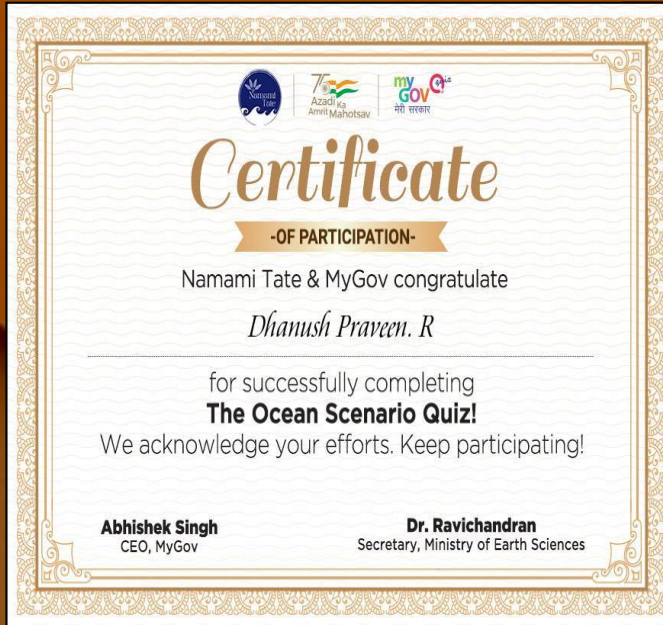 Namami
Tate
75
Azadi Ka
Amrit Mahotsav
my
GOV
मेरी सरकार
Certificate
-OF PARTICIPATION-
Namami Tate & MyGov congratulate
Dhanush Praveen. R
for successfully completing
The Ocean Scenario Quiz!
We acknowledge your efforts. Keep participating!
Abhishek Singh
CEO, MyGov
Dr. Ravichandran
Secretary, Ministry of Earth Sciences